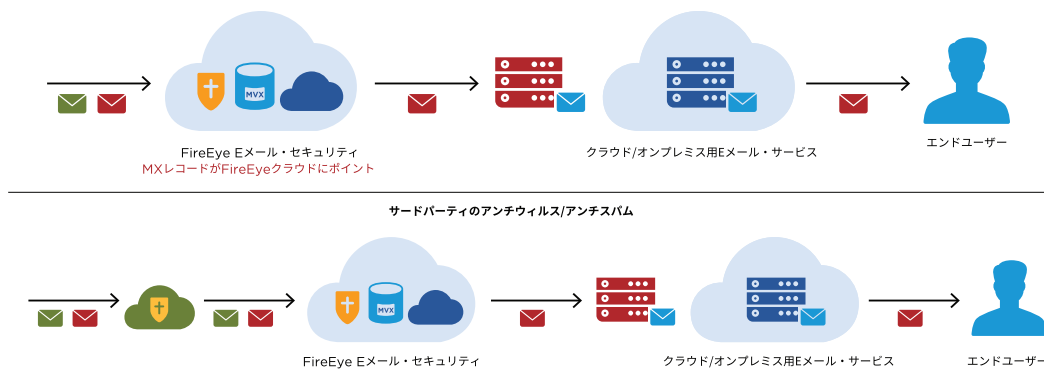 MVX
FireEye Eメール・セキュリティ
MXレコードがFireEyeクラウドにポイント
クラウド/オンプレミス用Eメール・サービス
エンドユーザー
サードパーティのアンチウィルス/アンチスパム
MVX
FireEye Eメール・セキュリティ
クラウド/オンプレミス用Eメール・サービス
エンドユーザー